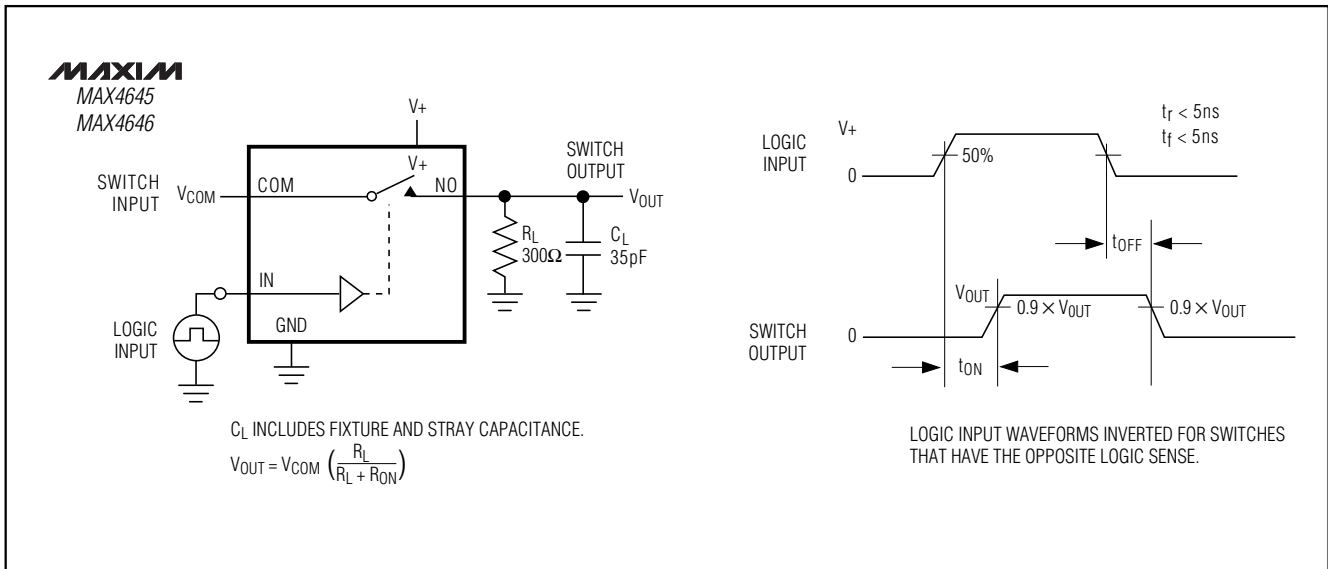 MAXIM
MAX4645
MAX4646
V+
V+
SWITCH
INPUT
VCOM
COM
NO
SWITCH
OUTPUT
VOUT
RL
300Ω
CL
35pF
IN
GND
LOGIC
INPUT
CL INCLUDES FIXTURE AND STRAY CAPACITANCE.
VOUT = VCOM (RL / RL + RON)
LOGIC
INPUT
V+
0
50%
tr < 5ns
tf < 5ns
tOFF
SWITCH
OUTPUT
VOUT
0
0.9 × VOUT
0.9 × VOUT
tON
LOGIC INPUT WAVEFORMS INVERTED FOR SWITCHES
THAT HAVE THE OPPOSITE LOGIC SENSE.